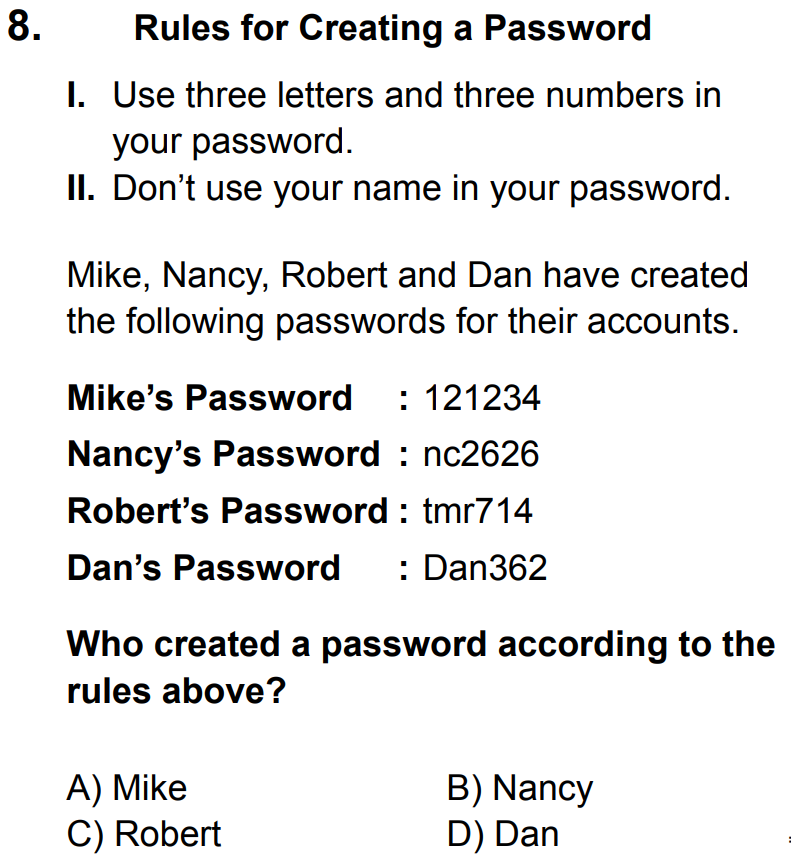 8. Rules for Creating a Password
I. Use three letters and three numbers in
your password.
II. Don’t use your name in your password.
Mike, Nancy, Robert and Dan have created
the following passwords for their accounts.
Mike’s Password : 121234
Nancy’s Password : nc2626
Robert’s Password : tmr714
Dan’s Password : Dan362
Who created a password according to the
rules above?
A) Mike B) Nancy
C) Robert D) Dan